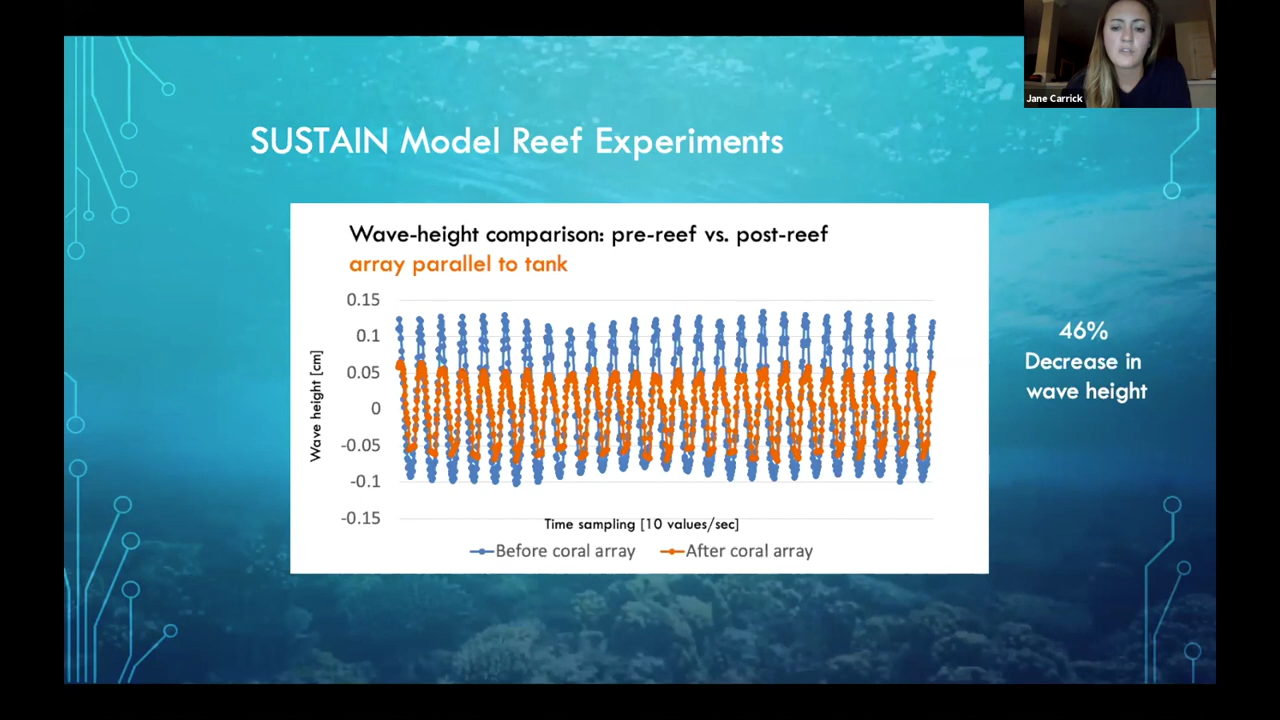 Jane Carrick
SUSTAIN Model Reef Experiments
Wave-height comparison: pre-reef vs. post-reef
array parallel to tank
0.15
0.1
0.05
0
-0.05
-0.1
-0.15
Wave height [cm]
Time sampling [10 values/sec]
Before coral array
After coral array
46%
Decrease in
wave height